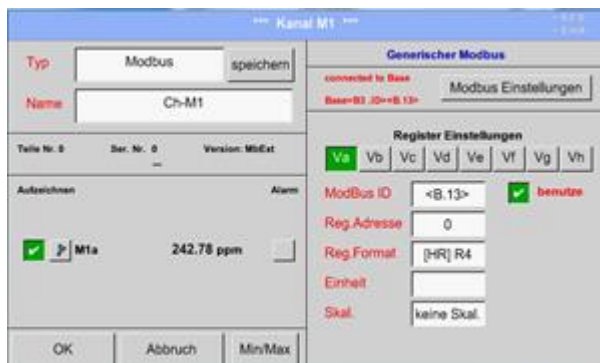 *** Kanal M1 ***
Typ
Modbus
speichern
Name
Ch-M1
Teile Nr. 0
Ser. Nr. 0
Version: MbExt
Aufzeichnen
Alarm
M1a
242.78 ppm
OK
Abbruch
Min/Max
Generischer Modbus
connected to Base
Modbus Einstellungen
Register Einstellungen
Va
Vb
Vc
Vd
Ve
Vf
Vg
Vh
ModBus ID
<B.13>
benutze
Reg.Adresse
0
Reg.Format
[HR] R4
Einheit
Skal.
keine Skal.